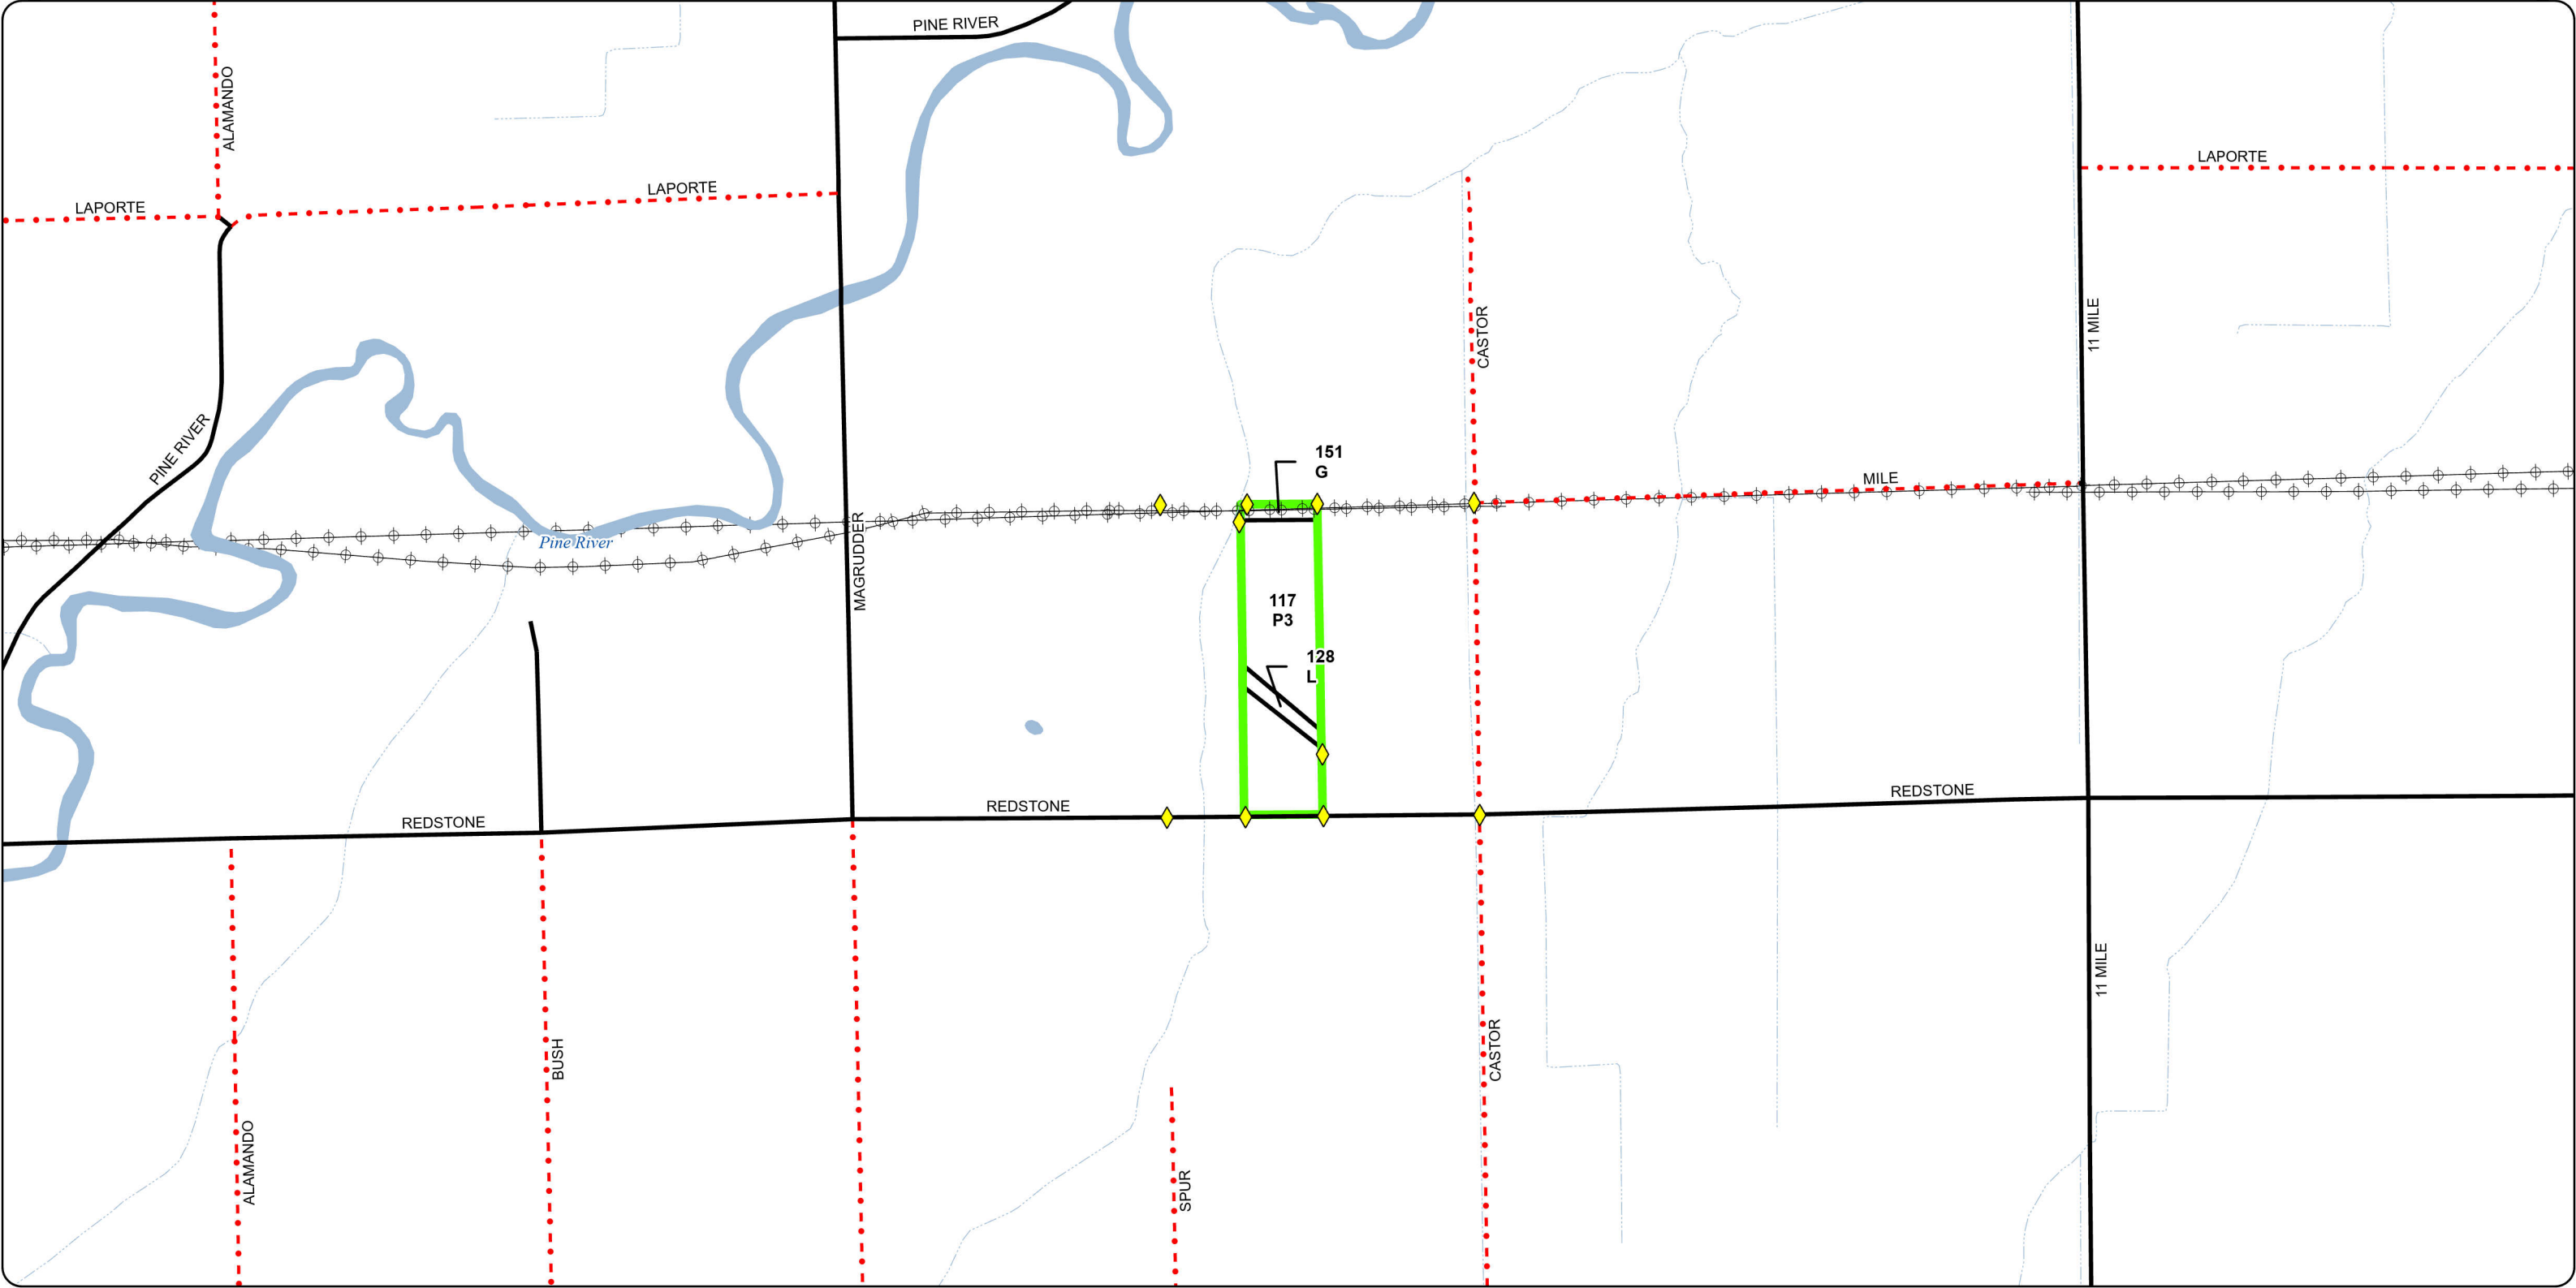 PINE RIVER
ALAMANDO
LAPORTE
LAPORTE
LAPORTE
11 MILE
CASTOR
PINE RIVER
151
G
MILE
Pine River
MAGRUDDER
117
P3
128
L
REDSTONE
REDSTONE
REDSTONE
11 MILE
BUSH
CASTOR
ALAMANDO
SPUR